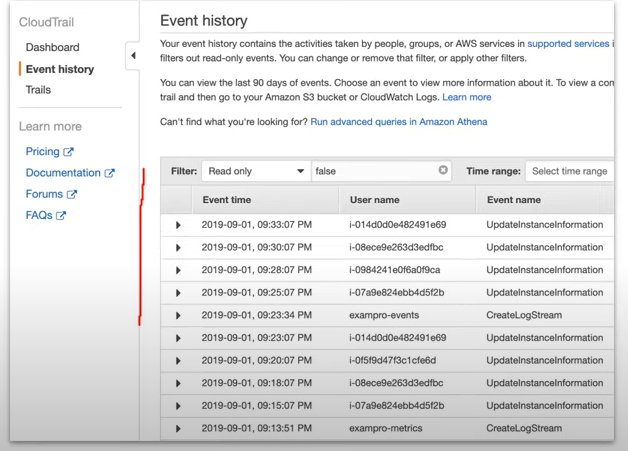 CloudTrail
Dashboard
Event history
Trails
Learn more
Pricing
Documentation
Forums
FAQs
Event history
Your event history contains the activities taken by people, groups, or AWS services in supported services i
filters out read-only events. You can change or remove that filter, or apply other filters.
You can view the last 90 days of events. Choose an event to view more information about it. To view a con
trail and then go to your Amazon S3 bucket or CloudWatch Logs. Learn more
Can't find what you're looking for? Run advanced queries in Amazon Athena
Filter: Read only false Time range: Select time range
Event time User name Event name
2019-09-01, 09:33:07 PM i-014d0d0e482491e69 UpdateInstanceInformation
2019-09-01, 09:30:07 PM i-08ece9e263d3edfbc UpdateInstanceInformation
2019-09-01, 09:28:07 PM i-0984241e0f6a0f9ca UpdateInstanceInformation
2019-09-01, 09:25:07 PM i-07a9e824ebb4d5f2b UpdateInstanceInformation
2019-09-01, 09:23:34 PM exampro-events CreateLogStream
2019-09-01, 09:23:07 PM i-014d0d0e482491e69 UpdateInstanceInformation
2019-09-01, 09:20:07 PM i-0f5f9d47f3c1cfe6d UpdateInstanceInformation
2019-09-01, 09:18:07 PM i-08ece9e263d3edfbc UpdateInstanceInformation
2019-09-01, 09:15:07 PM i-07a9e824ebb4d5f2b UpdateInstanceInformation
2019-09-01, 09:13:51 PM exampro-metrics CreateLogStream